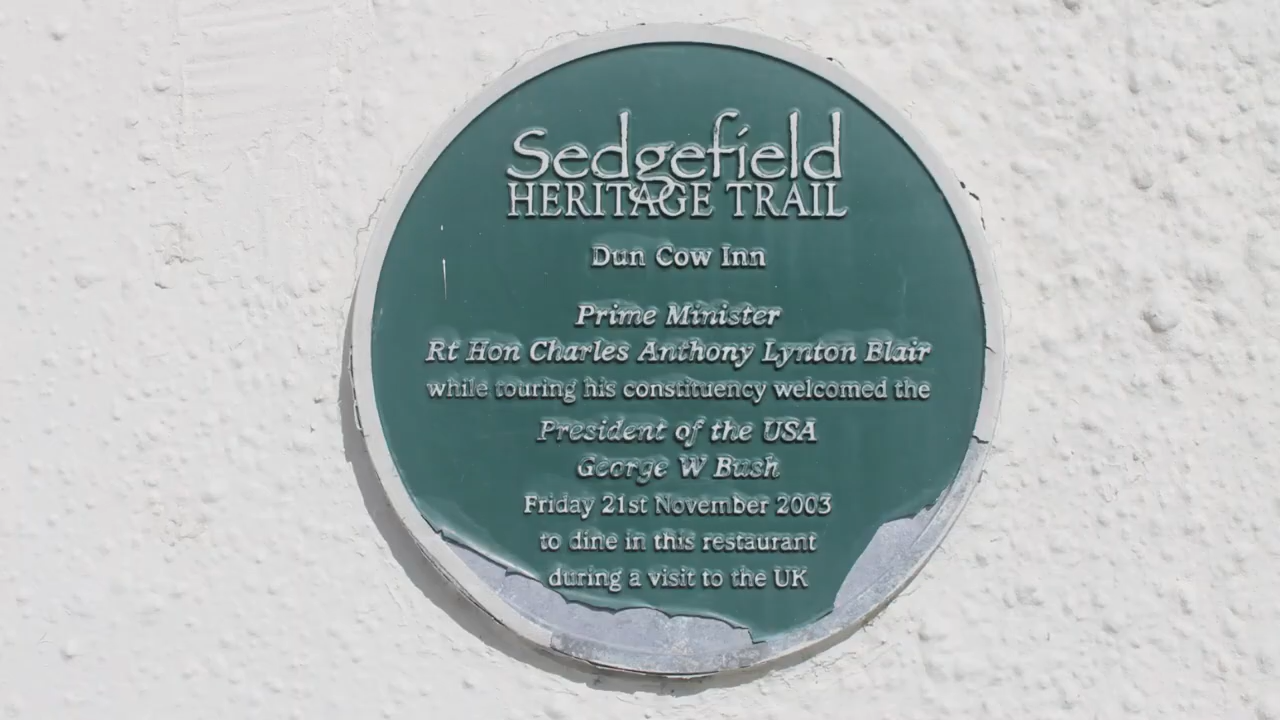 Sedgefield
HERITAGE TRAIL
Dun Cow Inn
Prime Minister
Rt Hon Charles Anthony Lynton Blair
while touring his constituency welcomed the
President of the USA
George W Bush
Friday 21st November 2003
to dine in this restaurant
during a visit to the UK